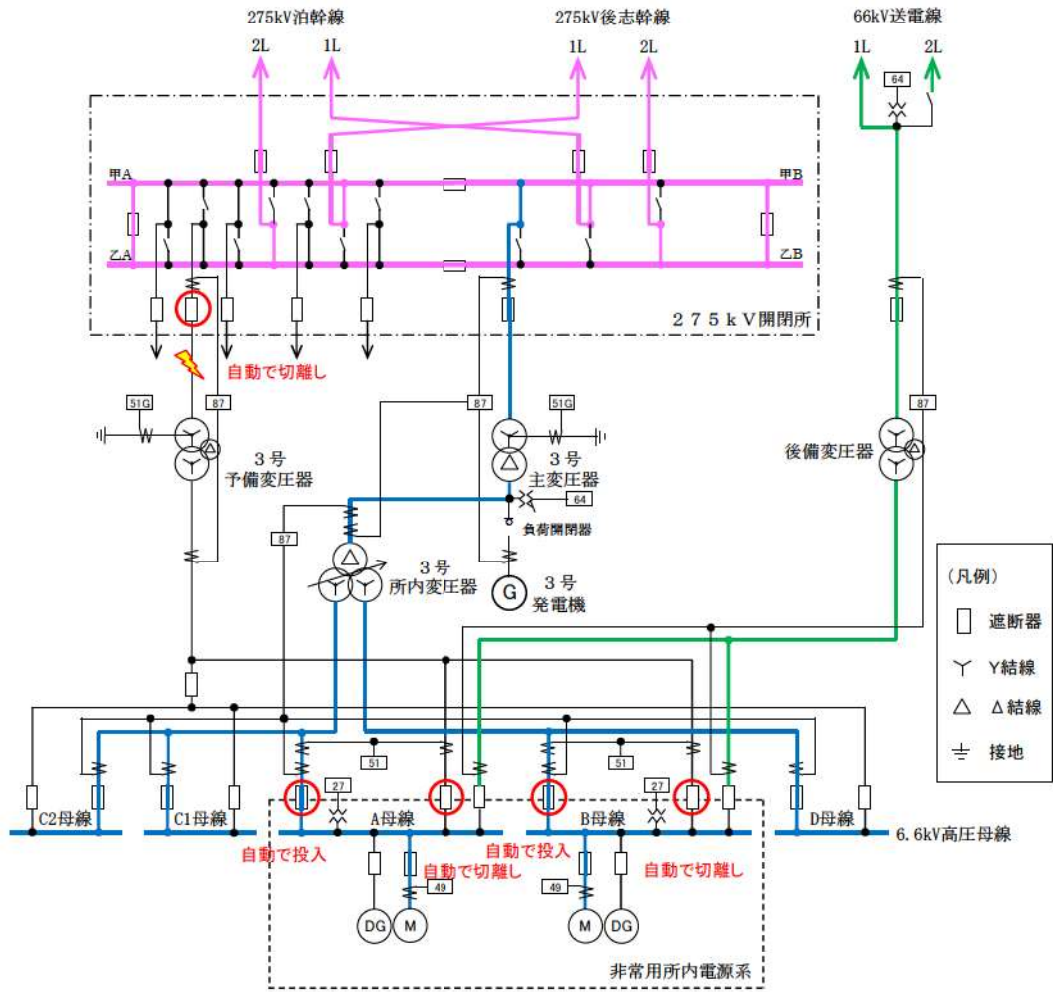 275kV泊幹線
275kV後志幹線
66kV送電線
2L
1L
1L
2L
1L
2L
64
甲A
甲B
乙A
乙B
275kV開閉所
自動で切離し
51G
87
87
51G
87
3号
予備変圧器
3号
主変圧器
後備変圧器
64
負荷開閉器
87
3号
所内変圧器
G
3号
発電機
(凡例)
遮断器
Y結線
Δ結線
接地
51
51
27
27
C2母線
C1母線
A母線
B母線
D母線
6.6kV高圧母線
自動で投入
自動で切離し
自動で投入
自動で切離し
49
49
DG
M
M
DG
非常用所内電源系